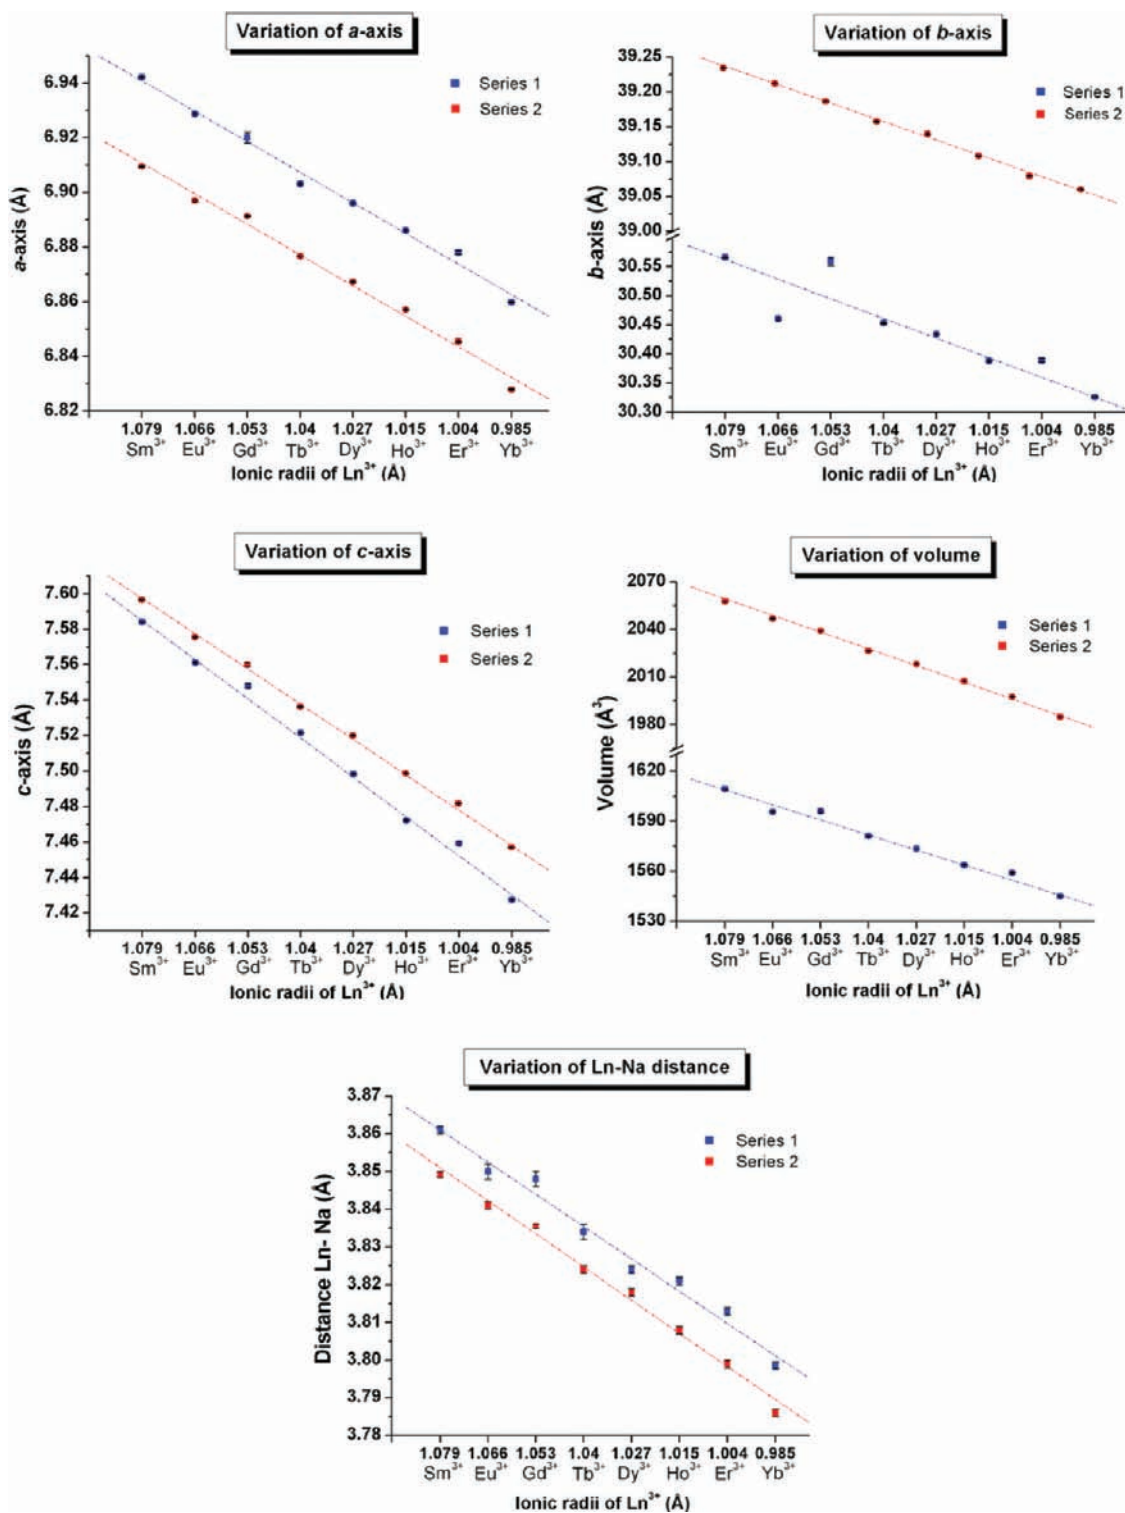 Variation of a-axis
6.94
6.92
6.90
6.88
6.86
6.84
6.82
a-axis (Å)
Series 1
Series 2
1.079 1.066 1.053 1.04 1.027 1.015 1.004 0.985
Sm³⁺ Eu³⁺ Gd³⁺ Tb³⁺ Dy³⁺ Ho³⁺ Er³⁺ Yb³⁺
Ionic radii of Ln³⁺ (Å)
Variation of b-axis
39.25
39.20
39.15
39.10
39.05
39.00
30.55
30.50
30.45
30.40
30.35
30.30
b-axis (Å)
Series 1
Series 2
1.079 1.066 1.053 1.04 1.027 1.015 1.004 0.985
Sm³⁺ Eu³⁺ Gd³⁺ Tb³⁺ Dy³⁺ Ho³⁺ Er³⁺ Yb³⁺
Ionic radii of Ln³⁺ (Å)
Variation of c-axis
7.60
7.58
7.56
7.54
7.52
7.50
7.48
7.46
7.44
7.42
c-axis (Å)
Series 1
Series 2
1.079 1.066 1.053 1.04 1.027 1.015 1.004 0.985
Sm³⁺ Eu³⁺ Gd³⁺ Tb³⁺ Dy³⁺ Ho³⁺ Er³⁺ Yb³⁺
Ionic radii of Ln³⁺ (Å)
Variation of volume
2070
2040
2010
1980
1620
1590
1560
1530
Volume (Å³)
Series 1
Series 2
1.079 1.066 1.053 1.04 1.027 1.015 1.004 0.985
Sm³⁺ Eu³⁺ Gd³⁺ Tb³⁺ Dy³⁺ Ho³⁺ Er³⁺ Yb³⁺
Ionic radii of Ln³⁺ (Å)
Variation of Ln-Na distance
3.87
3.86
3.85
3.84
3.83
3.82
3.81
3.80
3.79
3.78
Distance Ln- Na (Å)
Series 1
Series 2
1.079 1.066 1.053 1.04 1.027 1.015 1.004 0.985
Sm³⁺ Eu³⁺ Gd³⁺ Tb³⁺ Dy³⁺ Ho³⁺ Er³⁺ Yb³⁺
Ionic radii of Ln³⁺ (Å)